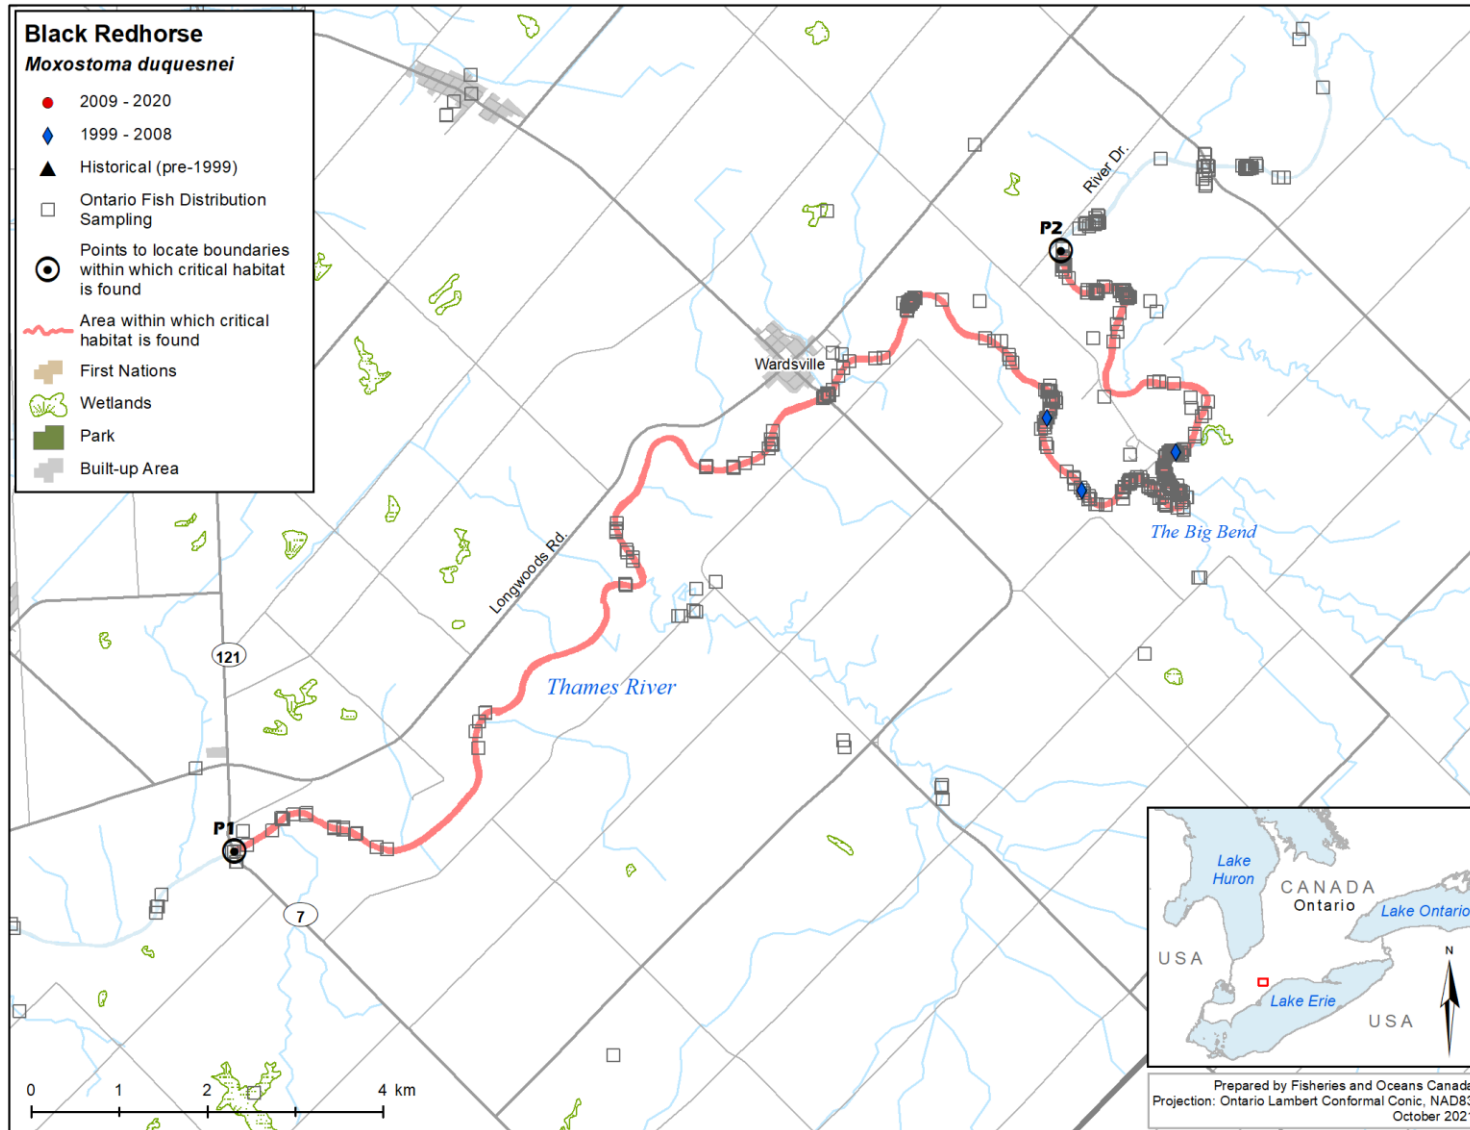 Black Redhorse
Moxostoma duquesnei
2009 - 2020
1999 - 2008
Historical (pre-1999)
Ontario Fish Distribution
Sampling
Points to locate boundaries
within which critical habitat
is found
Area within which critical
habitat is found
First Nations
Wetlands
Park
Built-up Area
River Dr.
P2
Wardsville
The Big Bend
Longwoods Rd.
121
Thames River
P1
7
0 1 2 4 km
Lake
Huron
CANADA
Ontario
Lake Ontario
USA
N
Lake Erie
USA
Prepared by Fisheries and Oceans Canada
Projection: Ontario Lambert Conformal Conic, NAD83
October 2021